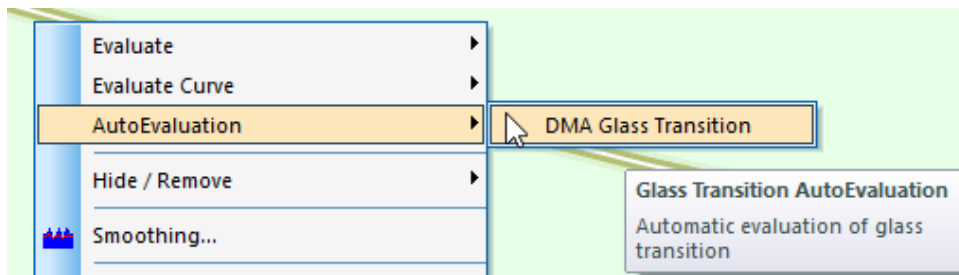 Evaluate
Evaluate Curve
AutoEvaluation
DMA Glass Transition
Hide / Remove
Glass Transition AutoEvaluation
Automatic evaluation of glass
transition
Smoothing...